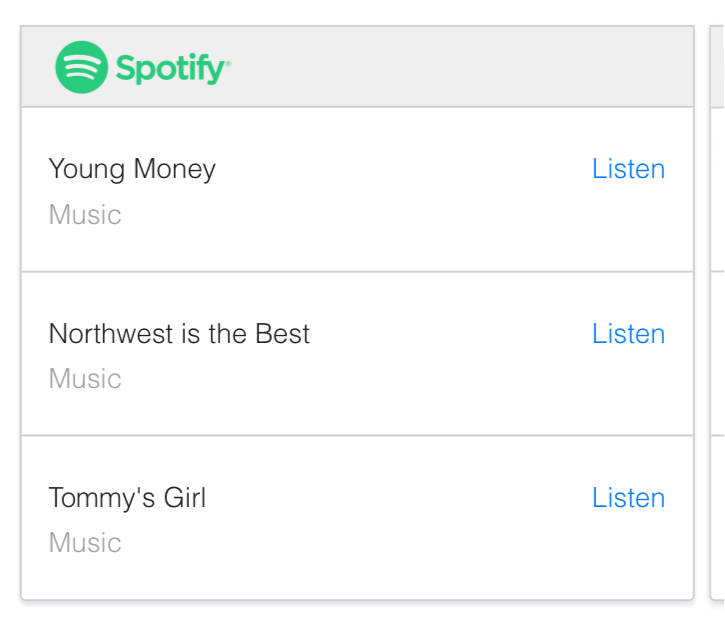 Spotify®
Young Money Listen
Music
Northwest is the Best Listen
Music
Tommy's Girl Listen
Music